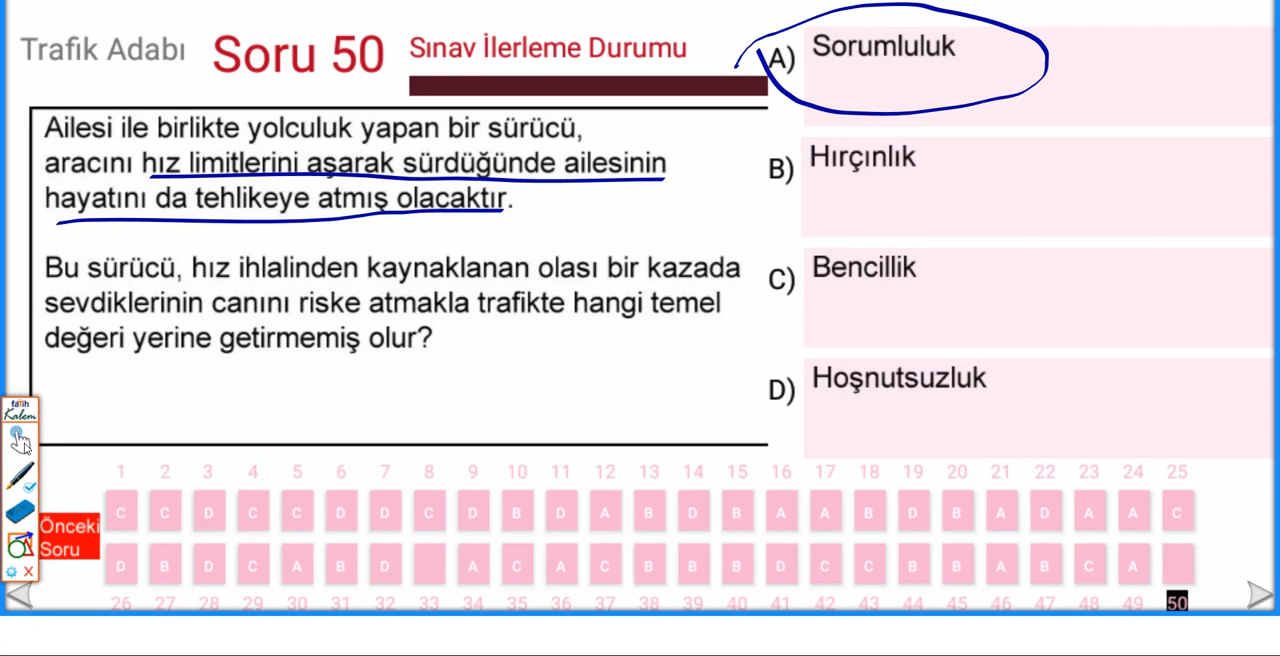 Trafik Adabı Soru 50 Sınav İlerleme Durumu
Ailesi ile birlikte yolculuk yapan bir sürücü,
aracını hız limitlerini aşarak sürdüğünde ailesinin
hayatını da tehlikeye atmış olacaktır.
Bu sürücü, hız ihlalinden kaynaklanan olası bir kazada
sevdiklerinin canını riske atmakla trafikte hangi temel
değeri yerine getirmemiş olur?
A) Sorumluluk
B) Hırçınlık
C) Bencillik
D) Hoşnutsuzluk
fatih
Kalem
Önceki
Soru
1 2 3 4 5 6 7 8 9 10 11 12 13 14 15 16 17 18 19 20 21 22 23 24 25
C C D C C D D C D B D A B D B A A B D B A D A A C
D B D C A B D A C A C B B B D C C B B A B C A
26 27 28 29 30 31 32 33 34 35 36 37 38 39 40 41 42 43 44 45 46 47 48 49 50